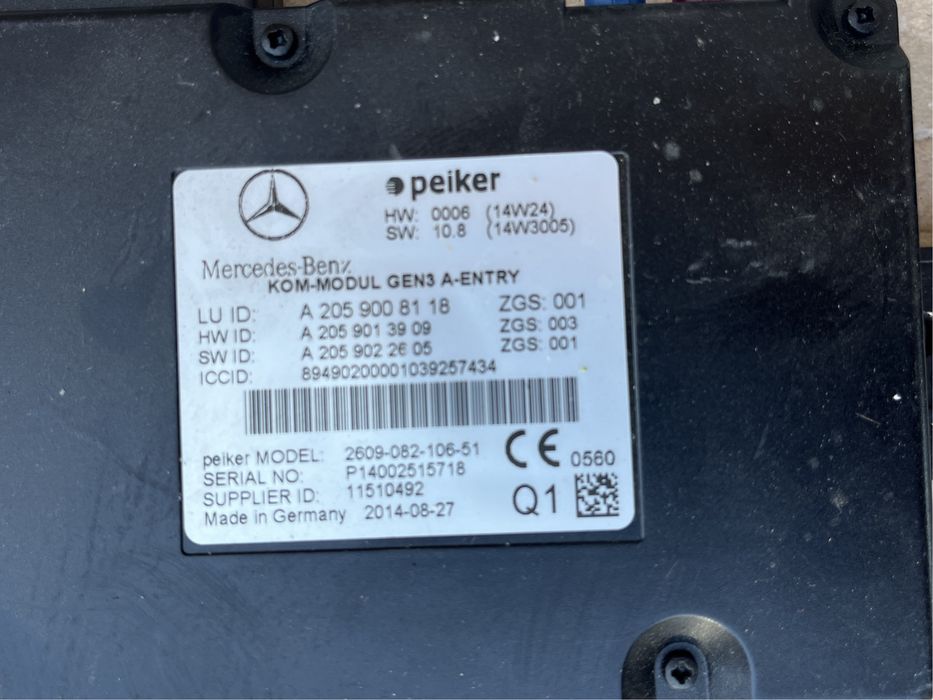 peiker
HW: 0006 (14W24)
SW: 10.8 (14W3005)
Mercedes-Benz
KOM-MODUL GEN3 A-ENTRY
LU ID: A 205 900 81 18 ZGS: 001
HW ID: A 205 901 39 09 ZGS: 003
SW ID: A 205 902 26 05 ZGS: 001
ICCID: 89490200001039257434
peiker MODEL: 2609-082-106-51
SERIAL NO: P14002515718
SUPPLIER ID: 11510492
Made in Germany 2014-08-27
CE 0560
Q1